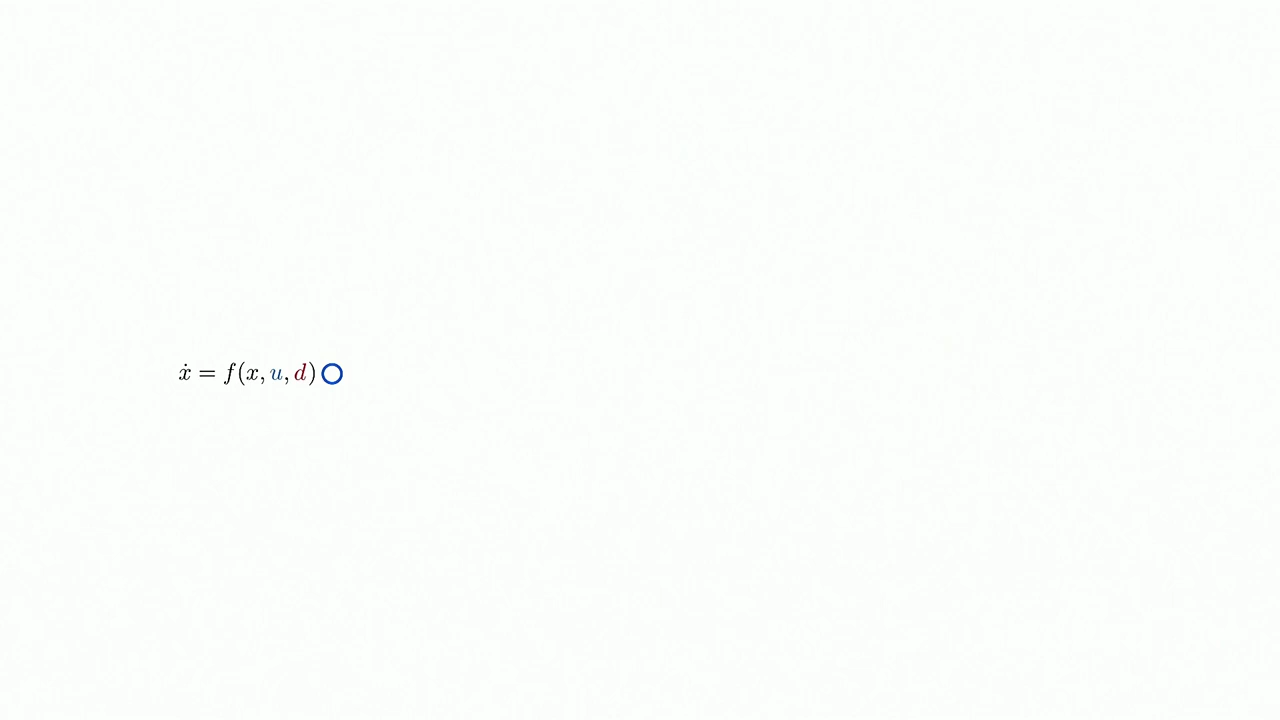 ẋ = f(x, u, d)